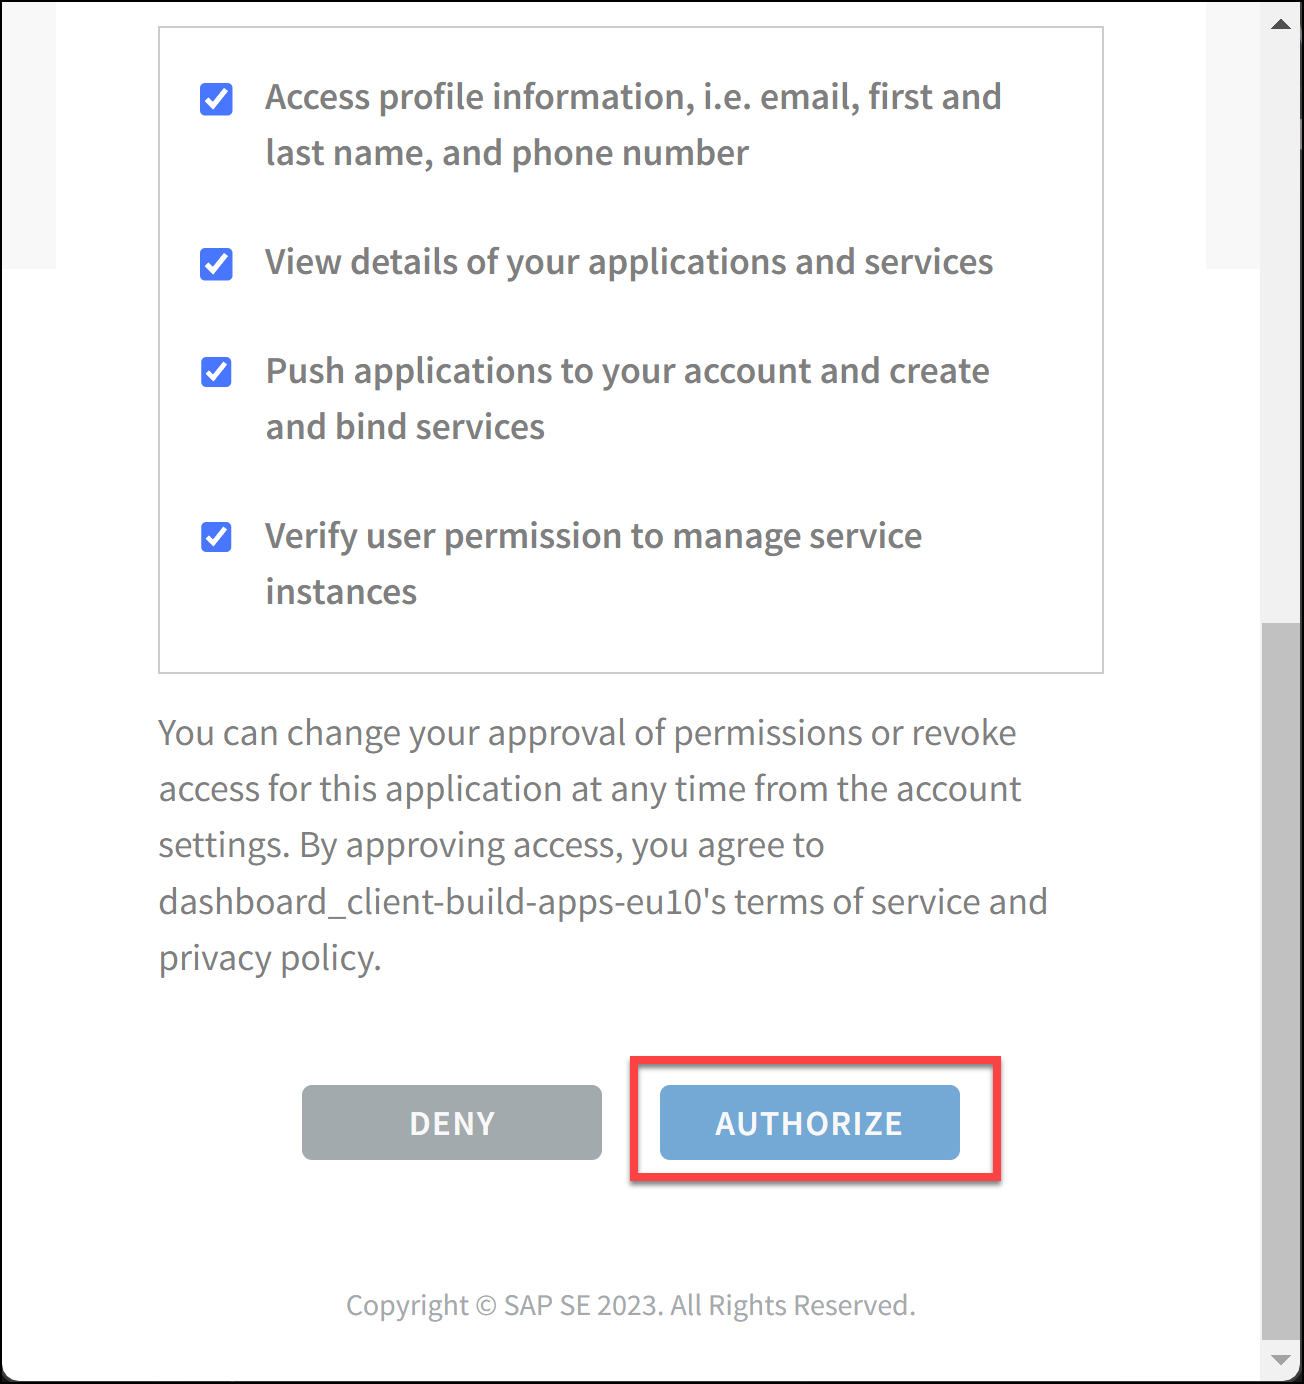 Access profile information, i.e. email, first and
last name, and phone number
View details of your applications and services
Push applications to your account and create
and bind services
Verify user permission to manage service
instances
You can change your approval of permissions or revoke
access for this application at any time from the account
settings. By approving access, you agree to
dashboard_client-build-apps-eu10's terms of service and
privacy policy.
DENY
AUTHORIZE
Copyright © SAP SE 2023. All Rights Reserved.